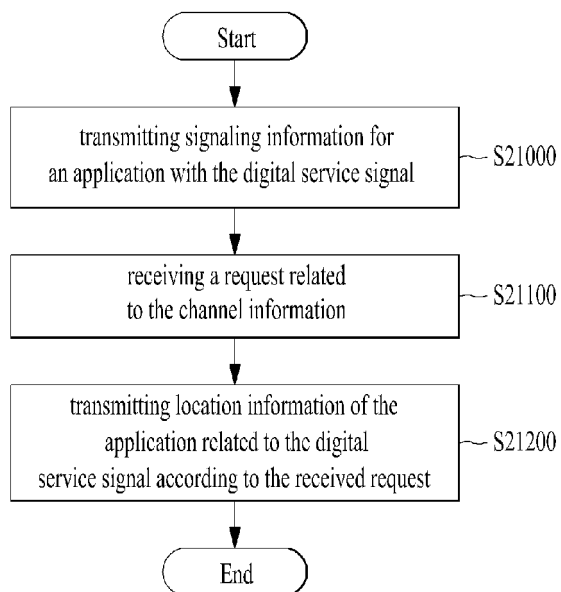 Start
transmitting signaling information for
an application with the digital service signal
S21000
receiving a request related
to the channel information
S21100
transmitting location information of the
application related to the digital
service signal according to the received request
S21200
End